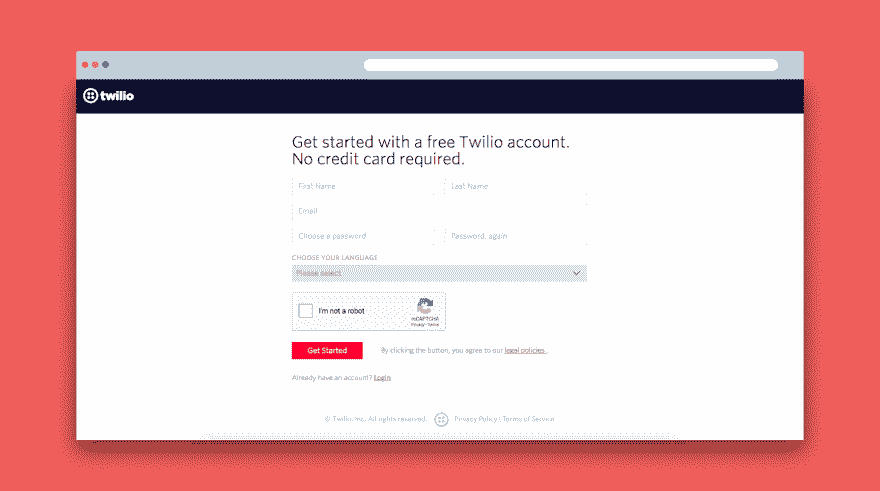 twilio
Get started with a free Twilio account.
No credit card required.
First Name Last Name
Email
Choose a password Password, again
CHOOSE YOUR LANGUAGE
Please select
I'm not a robot
reCAPTCHA
Privacy - Terms
Get Started By clicking the button, you agree to our legal policies.
Already have an account? Login
© Twilio, Inc. All rights reserved. Privacy Policy | Terms of Service